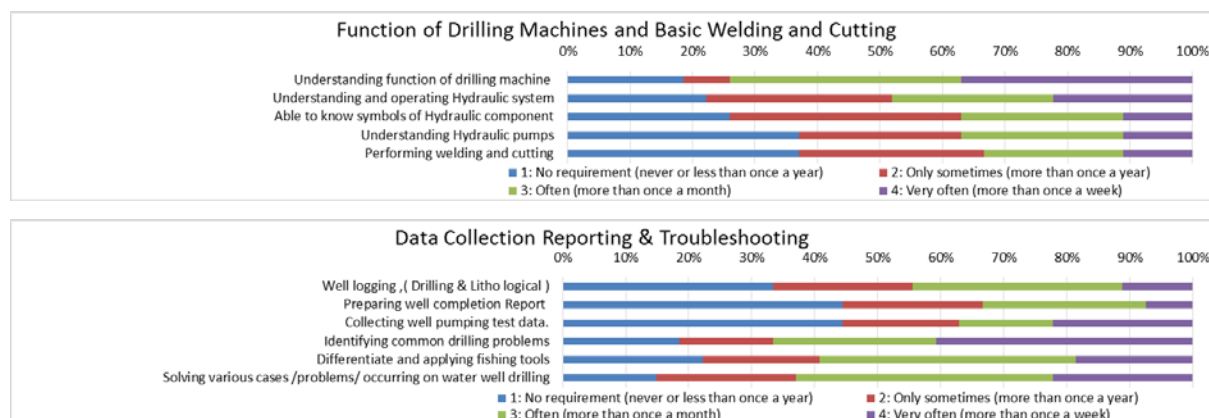 Function of Drilling Machines and Basic Welding and Cutting
0% 10% 20% 30% 40% 50% 60% 70% 80% 90% 100%
Understanding function of drilling machine
Understanding and operating Hydraulic system
Able to know symbols of Hydraulic component
Understanding Hydraulic pumps
Performing welding and cutting
1: No requirement (never or less than once a year) 2: Only sometimes (more than once a year)
3: Often (more than once a month) 4: Very often (more than once a week)
Data Collection Reporting & Troubleshooting
0% 10% 20% 30% 40% 50% 60% 70% 80% 90% 100%
Well logging ,( Drilling & Litho logical )
Preparing well completion Report
Collecting well pumping test data.
Identifying common drilling problems
Differentiate and applying fishing tools
Solving various cases /problems/ occurring on water well drilling
1: No requirement (never or less than once a year) 2: Only sometimes (more than once a year)
3: Often (more than once a month) 4: Very often (more than once a week)